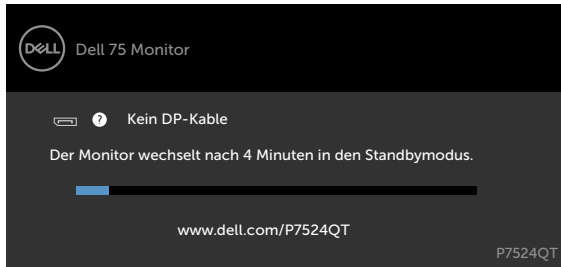 DELL Dell 75 Monitor
? Kein DP-Kable
Der Monitor wechselt nach 4 Minuten in den Standbymodus.
www.dell.com/P7524QT
P7524QT